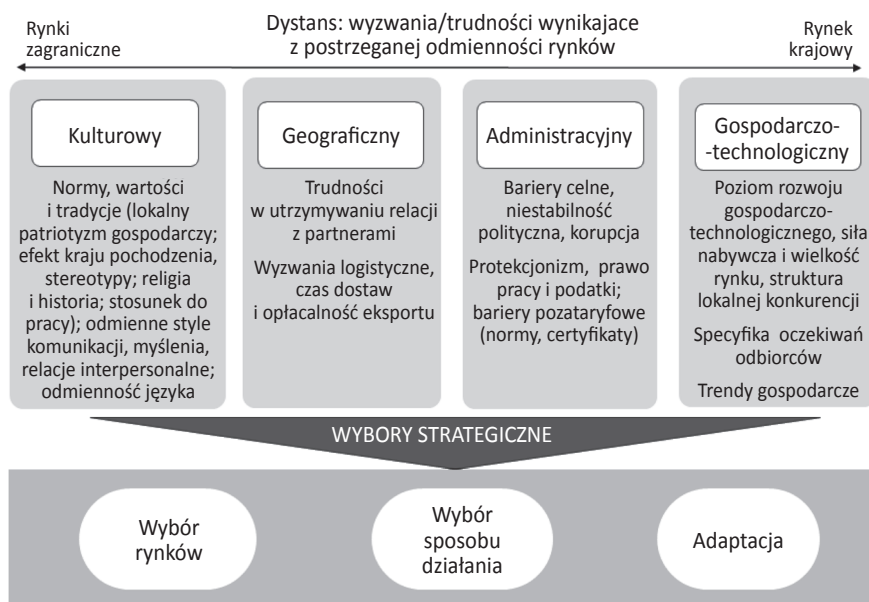 Rynki
zagraniczne
Dystans: wyzwania/trudności wynikajace
z postrzeganej odmienności rynków
Rynek
krajowy
Kulturowy
Normy, wartości
i tradycje (lokalny
patriotyzm gospodarczy;
efekt kraju pochodzenia,
stereotypy; religia
i historia; stosunek do
pracy); odmienne style
komunikacji, myślenia,
relacje interpersonalne;
odmienność języka
Geograficzny
Trudności
w utrzymywaniu relacji
z partnerami
Wyzwania logistyczne,
czas dostaw
i opłacalność eksportu
Administracyjny
Bariery celne,
niestabilność
polityczna, korupcja
Protekcjonizm, prawo
pracy i podatki;
bariery pozataryfowe
(normy, certyfikaty)
Gospodarczo-
-technologiczny
Poziom rozwoju
gospodarczo-
technologicznego, siła
nabywcza i wielkość
rynku, struktura
lokalnej konkurencji
Specyfika oczekiwań
odbiorców
Trendy gospodarcze
WYBORY STRATEGICZNE
Wybór
rynków
Wybór
sposobu
działania
Adaptacja